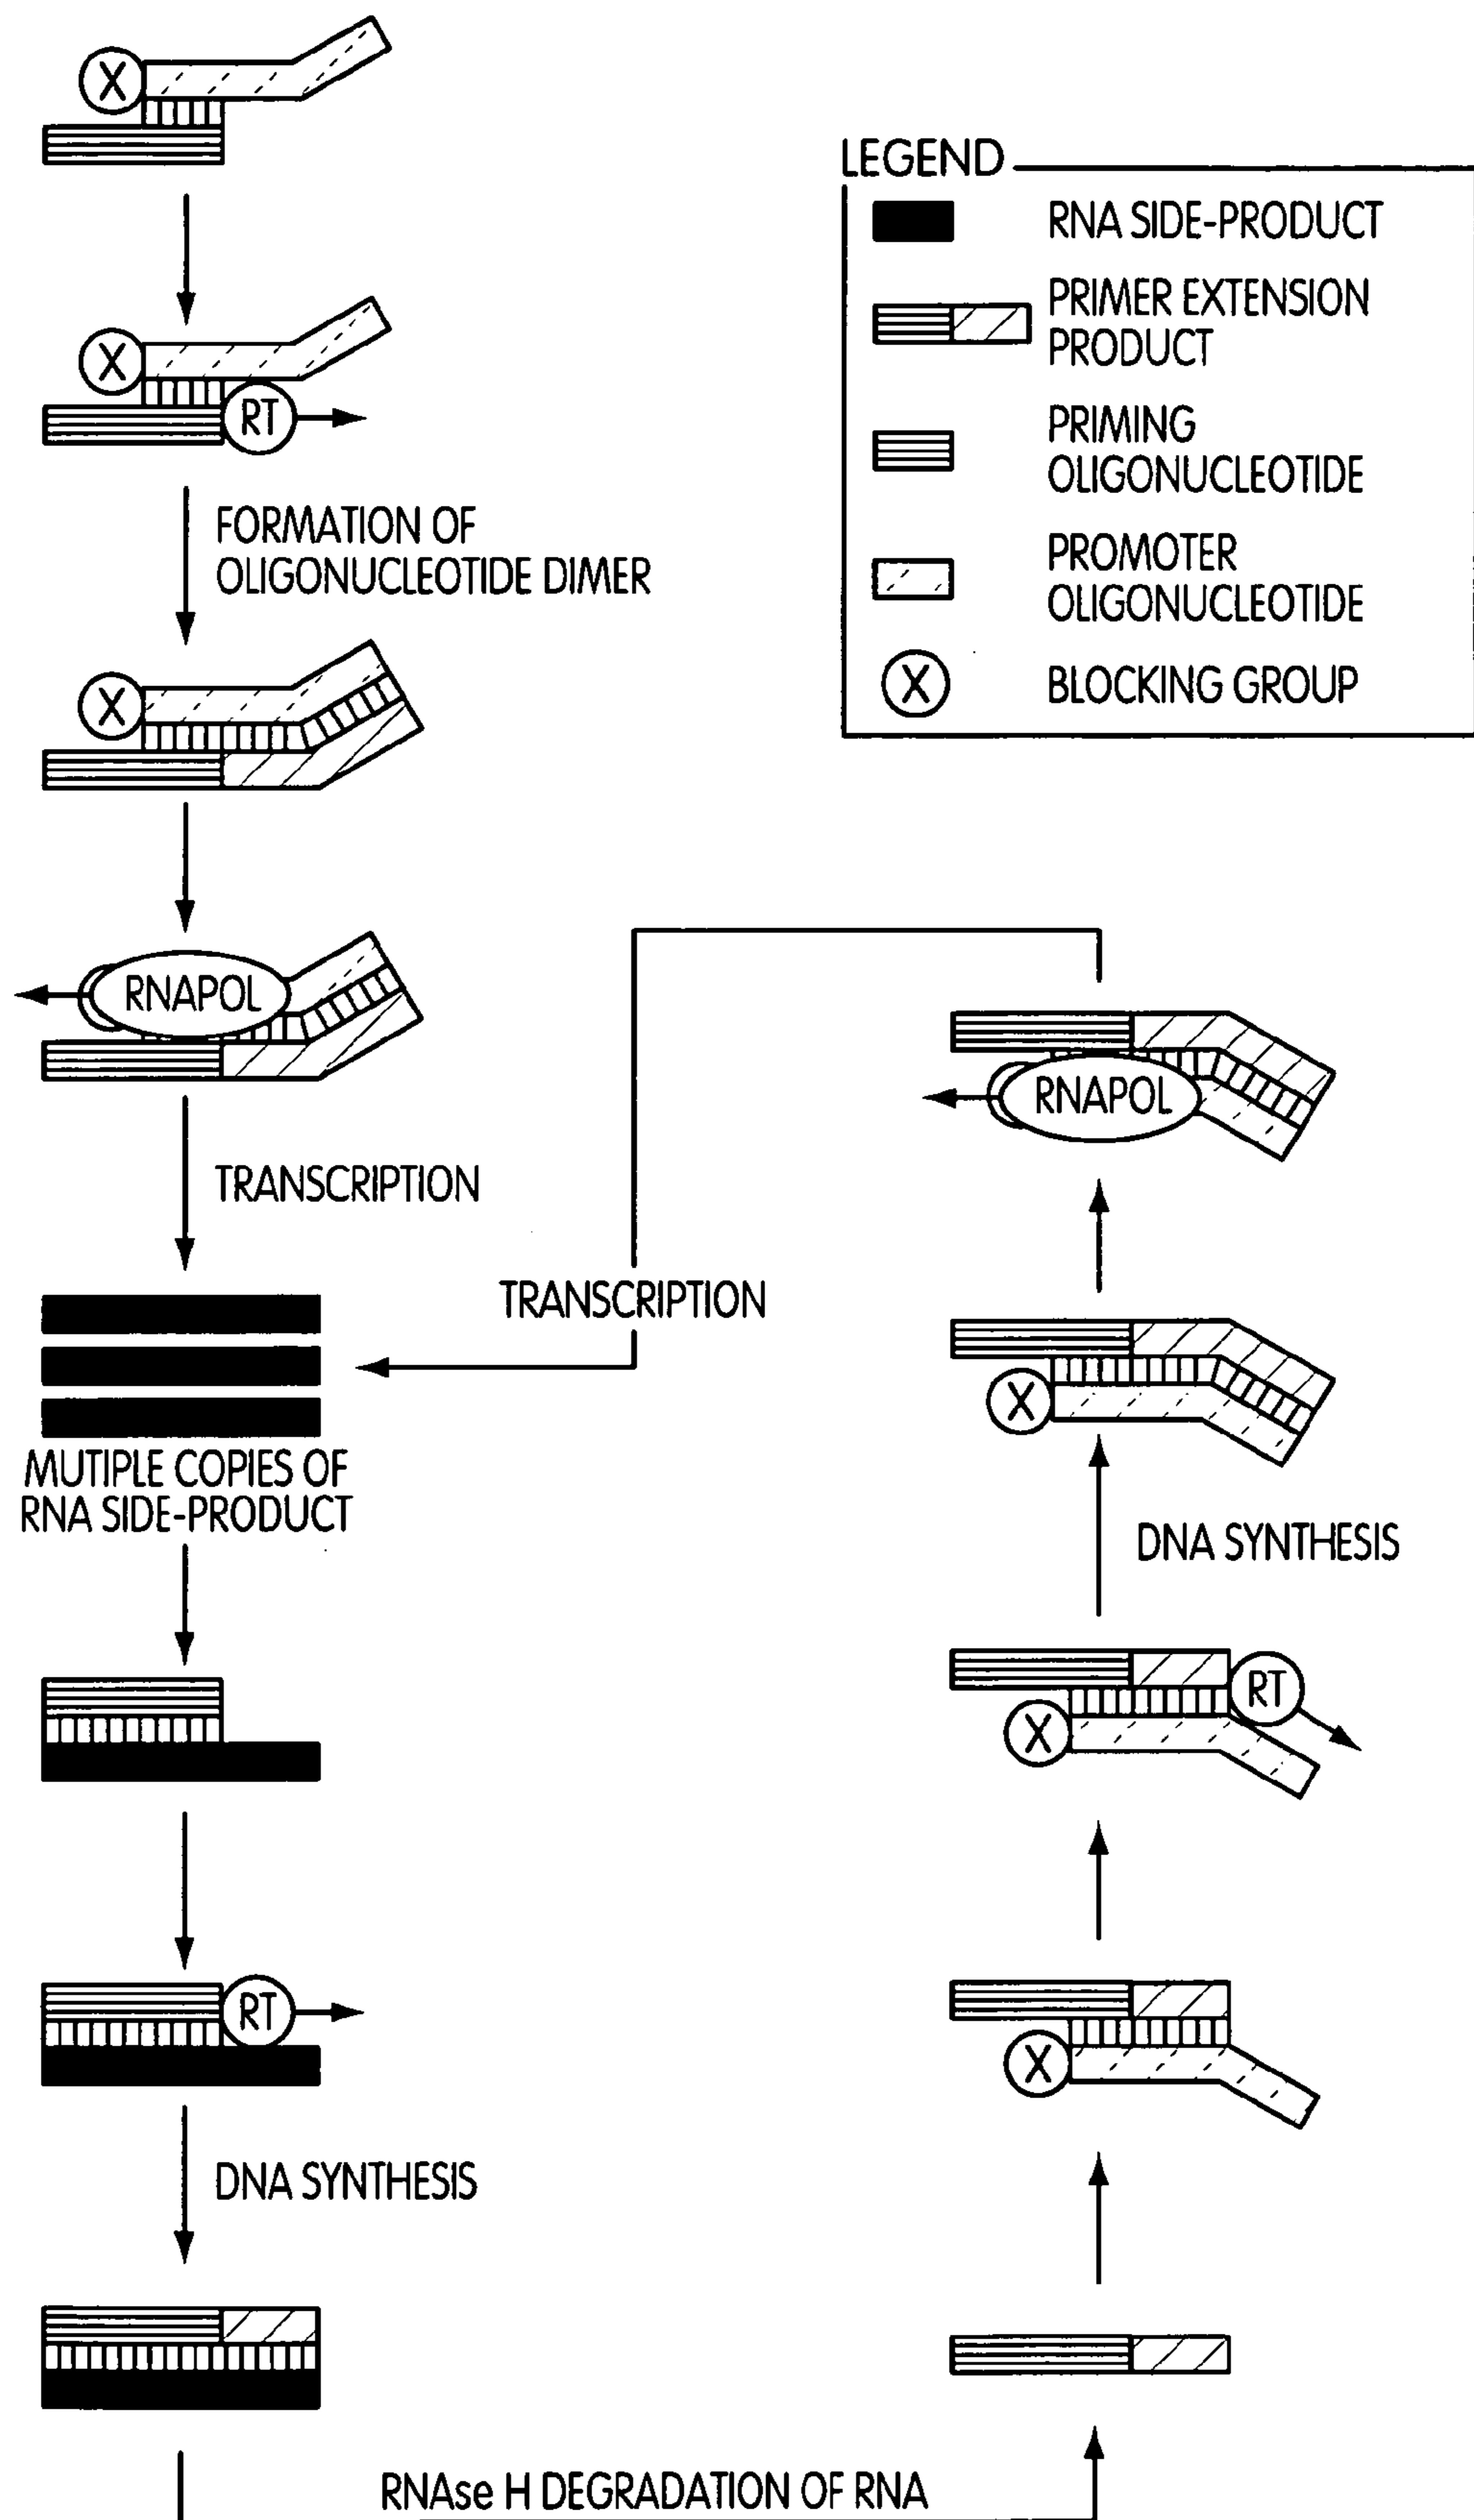 X
LEGEND
RNA SIDE-PRODUCT
PRIMER EXTENSION
PRODUCT
PRIMING
OLIGONUCLEOTIDE
PROMOTER
OLIGONUCLEOTIDE
X
BLOCKING GROUP
X
RT
FORMATION OF
OLIGONUCLEOTIDE DIMER
X
RNAPOL
TRANSCRIPTION
MUTIPLE COPIES OF
RNA SIDE-PRODUCT
RT
DNA SYNTHESIS
RNAse H DEGRADATION OF RNA
X
X
RT
DNA SYNTHESIS
X
RNAPOL
TRANSCRIPTION